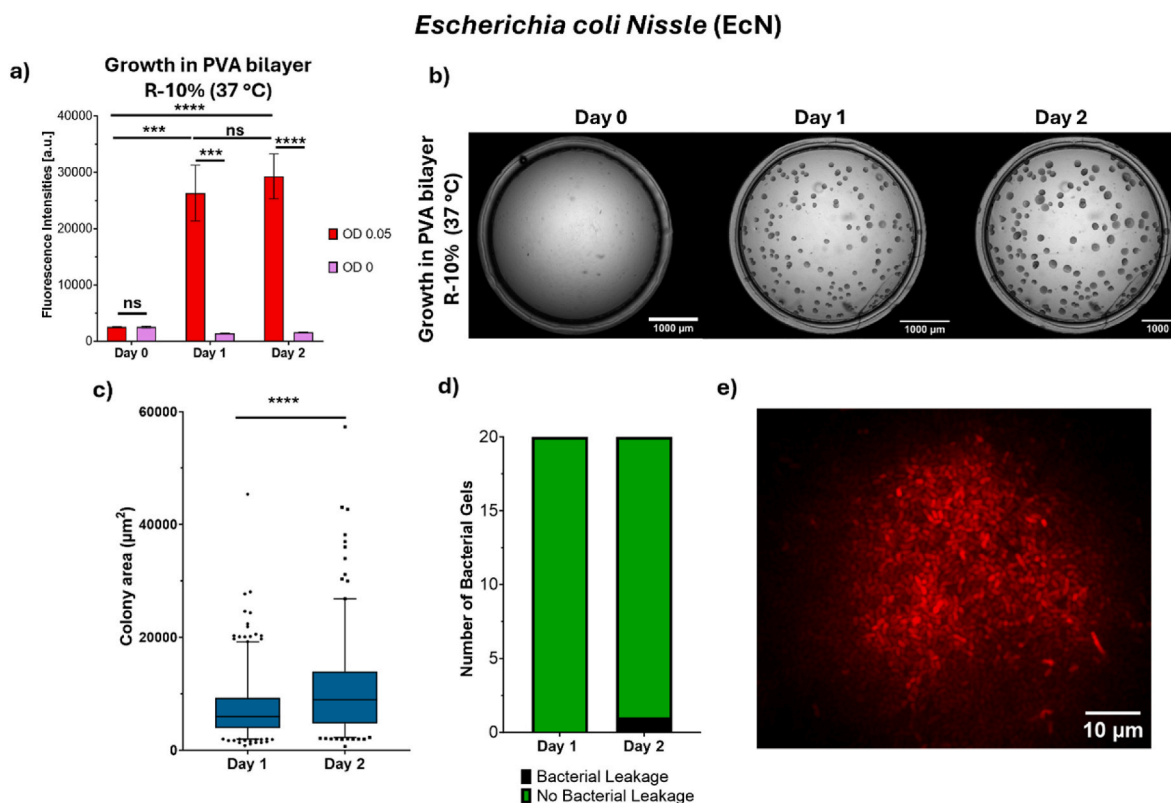 Escherichia coli Nissle (EcN)
a)
Growth in PVA bilayer
R-10% (37 °C)
****
***
ns
***
****
ns
40000
30000
20000
10000
0
Fluorescence Intensities [a.u.]
Day 0
Day 1
Day 2
OD 0.05
OD 0
b)
Day 0
Day 1
Day 2
Growth in PVA bilayer
R-10% (37 °C)
1000 µm
1000 µm
1000
c)
****
60000
40000
20000
0
Colony area (µm²)
Day 1
Day 2
d)
20
15
10
5
0
Number of Bacterial Gels
Day 1
Day 2
Bacterial Leakage
No Bacterial Leakage
e)
10 µm